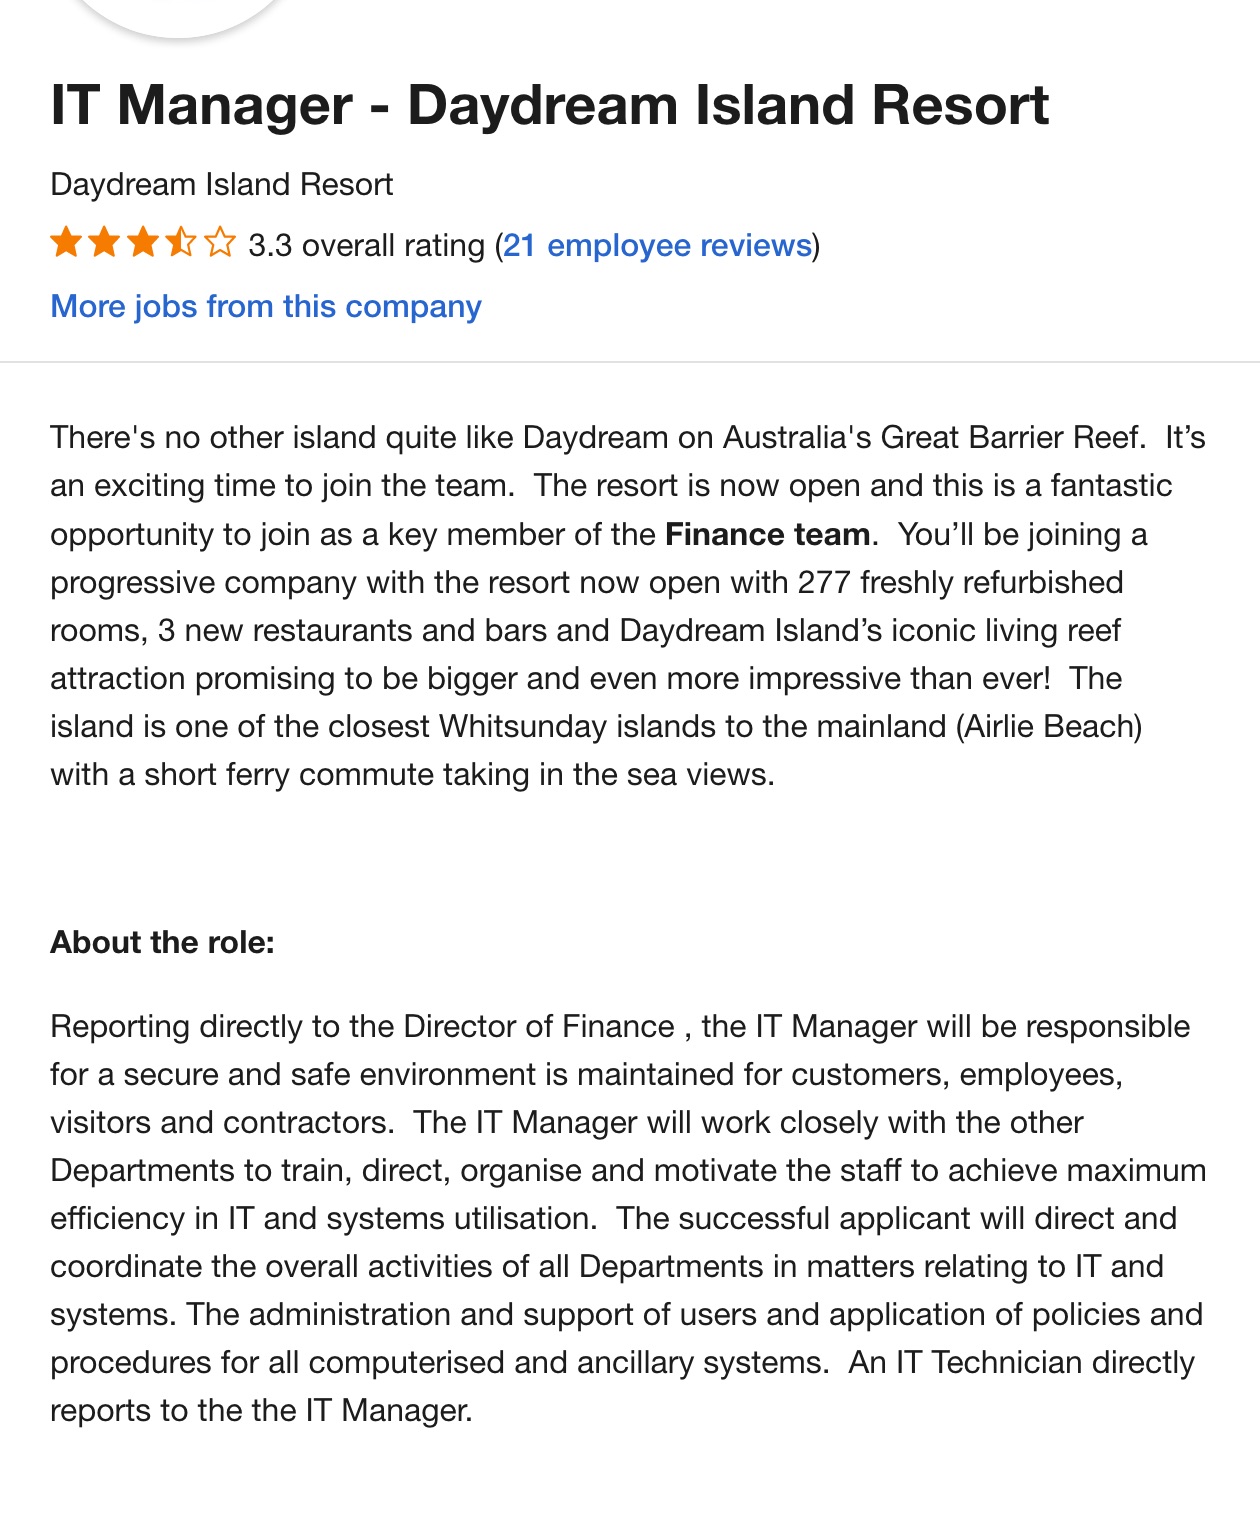 IT Manager - Daydream Island Resort
Daydream Island Resort
3.3 overall rating (21 employee reviews)
More jobs from this company
There's no other island quite like Daydream on Australia's Great Barrier Reef.  It’s
an exciting time to join the team.  The resort is now open and this is a fantastic
opportunity to join as a key member of the Finance team.  You’ll be joining a
progressive company with the resort now open with 277 freshly refurbished
rooms, 3 new restaurants and bars and Daydream Island’s iconic living reef
attraction promising to be bigger and even more impressive than ever!  The
island is one of the closest Whitsunday islands to the mainland (Airlie Beach)
with a short ferry commute taking in the sea views.
About the role:
Reporting directly to the Director of Finance , the IT Manager will be responsible
for a secure and safe environment is maintained for customers, employees,
visitors and contractors.  The IT Manager will work closely with the other
Departments to train, direct, organise and motivate the staff to achieve maximum
efficiency in IT and systems utilisation.  The successful applicant will direct and
coordinate the overall activities of all Departments in matters relating to IT and
systems. The administration and support of users and application of policies and
procedures for all computerised and ancillary systems.  An IT Technician directly
reports to the the IT Manager.